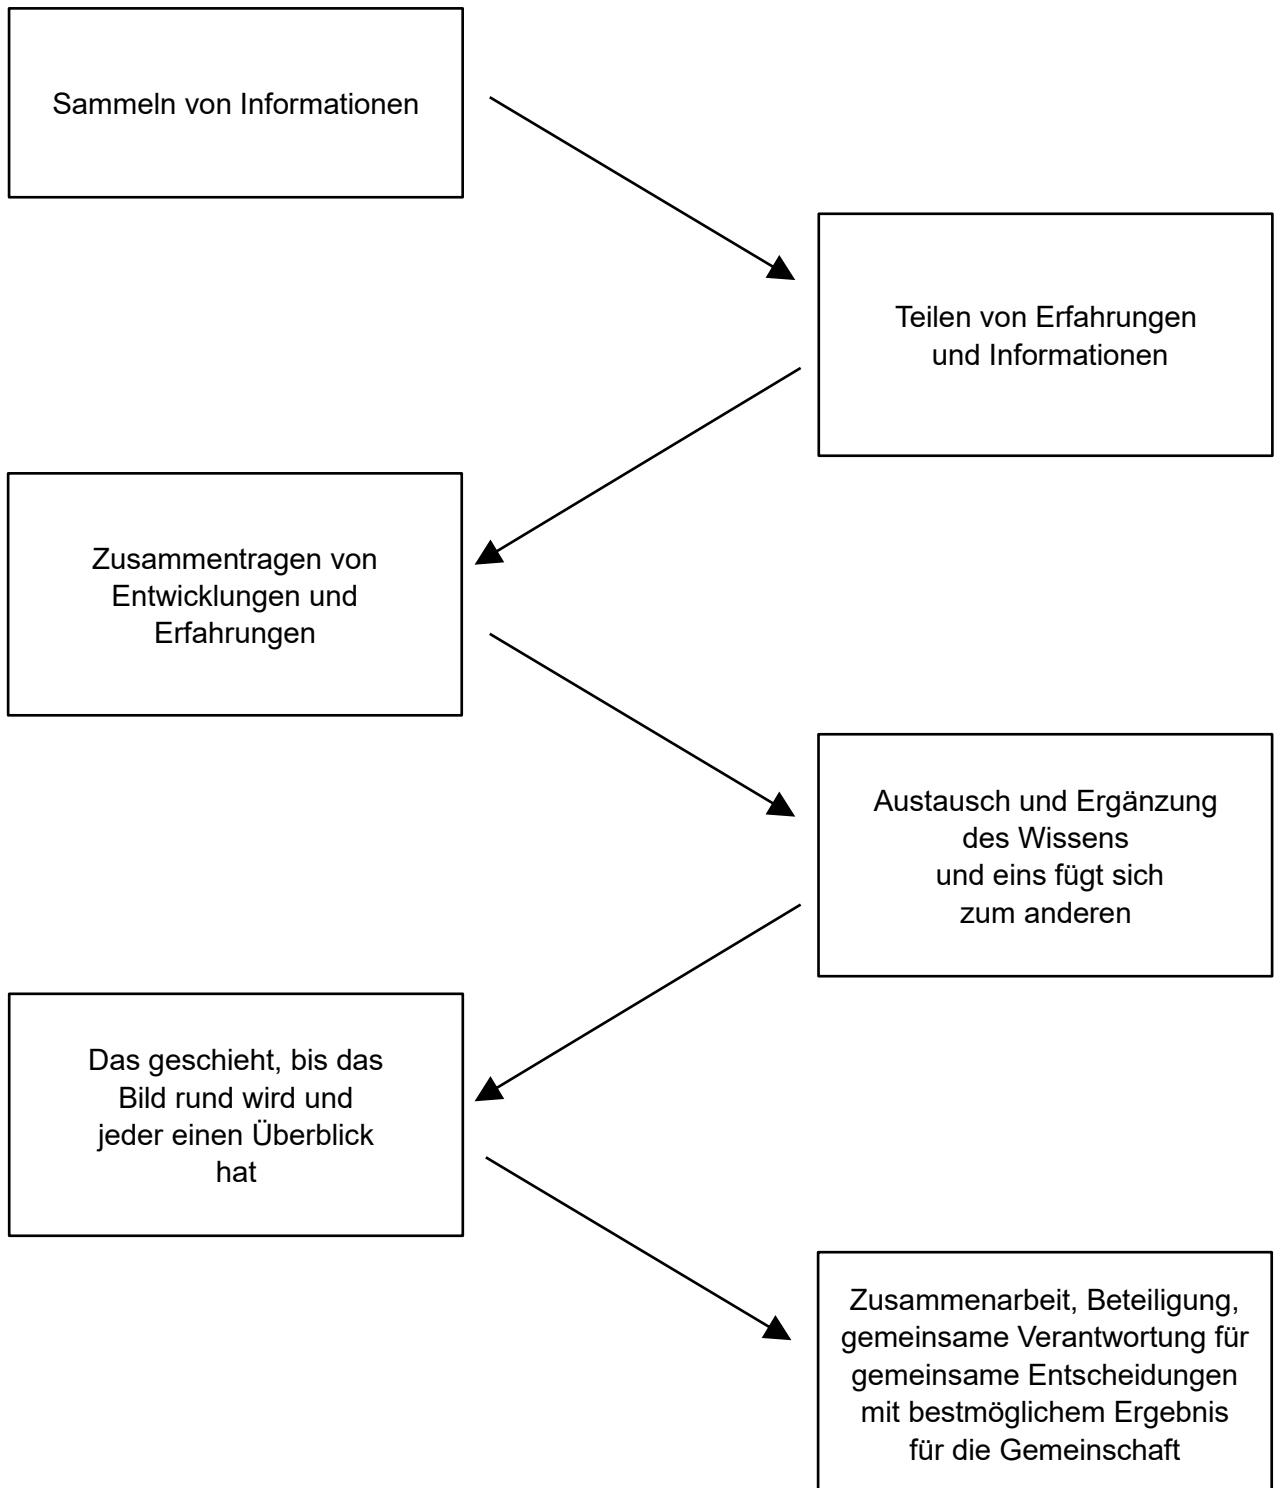 Sammeln von Informationen
Teilen von Erfahrungen
und Informationen
Zusammentragen von
Entwicklungen und
Erfahrungen
Austausch und Ergänzung
des Wissens
und eins fügt sich
zum anderen
Das geschieht, bis das
Bild rund wird und
jeder einen Überblick
hat
Zusammenarbeit, Beteiligung,
gemeinsame Verantwortung für
gemeinsame Entscheidungen
mit bestmöglichem Ergebnis
für die Gemeinschaft